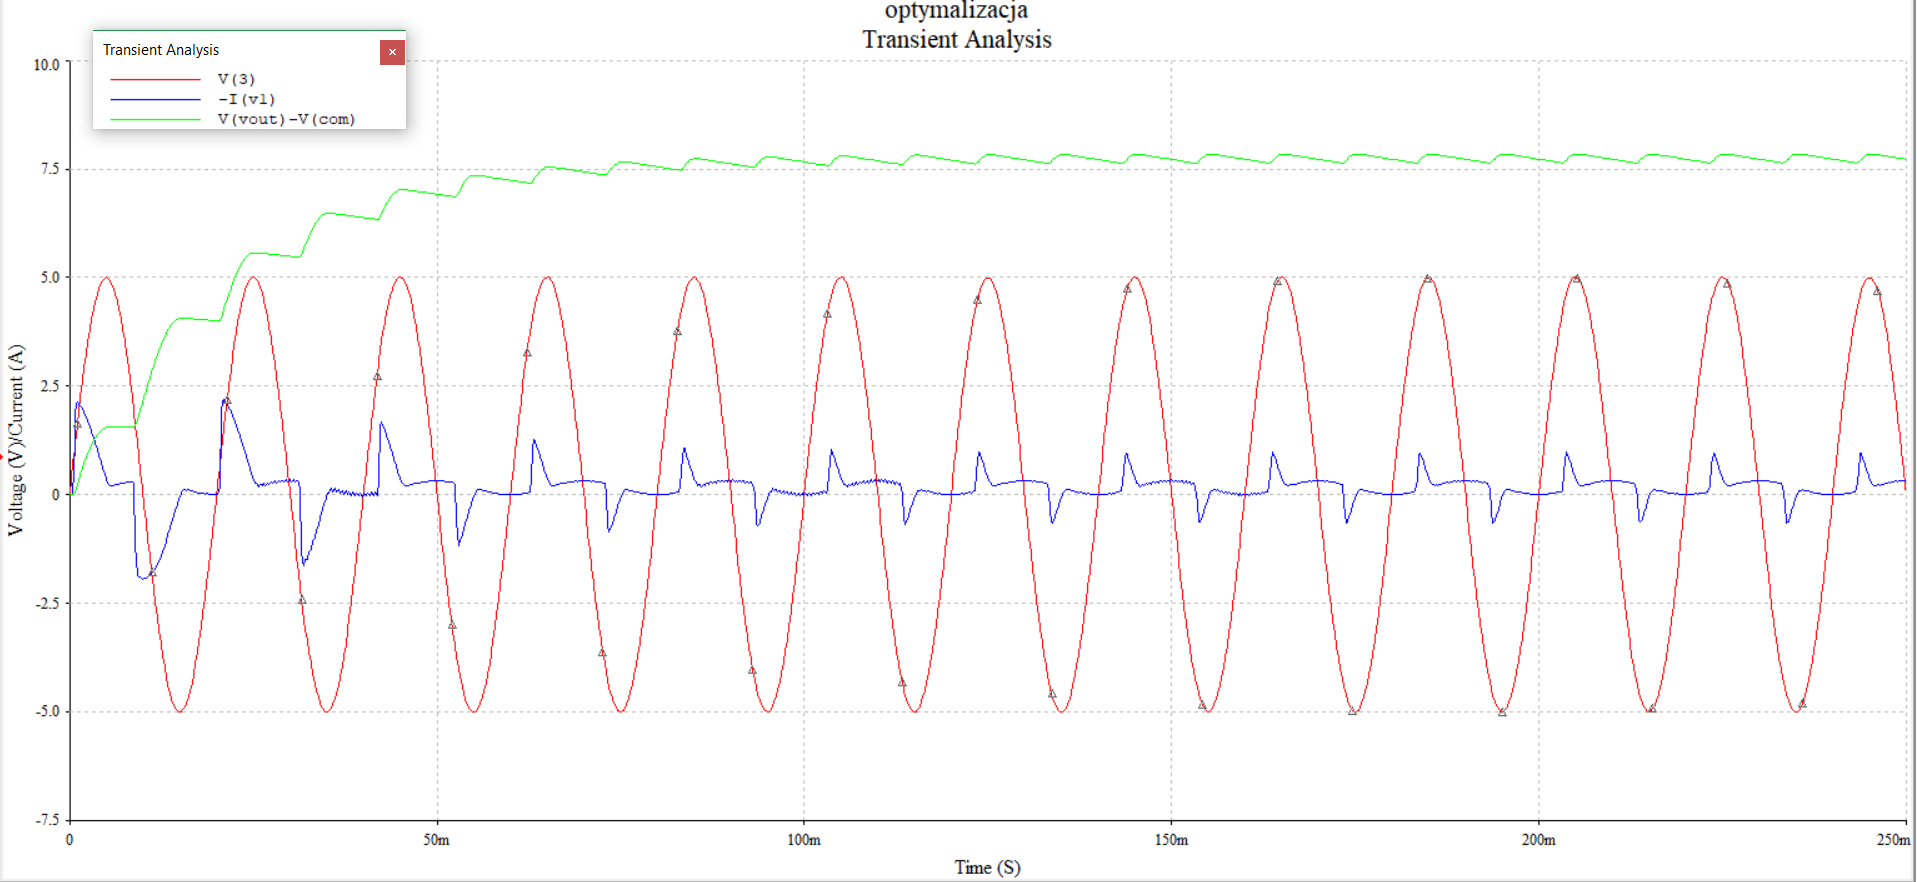 optymalizacja
Transient Analysis
Transient Analysis
×
V(3)
-I(v1)
V(vout)-V(com)
10.0
7.5
5.0
2.5
0
-2.5
-5.0
-7.5
Voltage (V)/Current (A)
0
50m
100m
150m
200m
250m
Time (S)